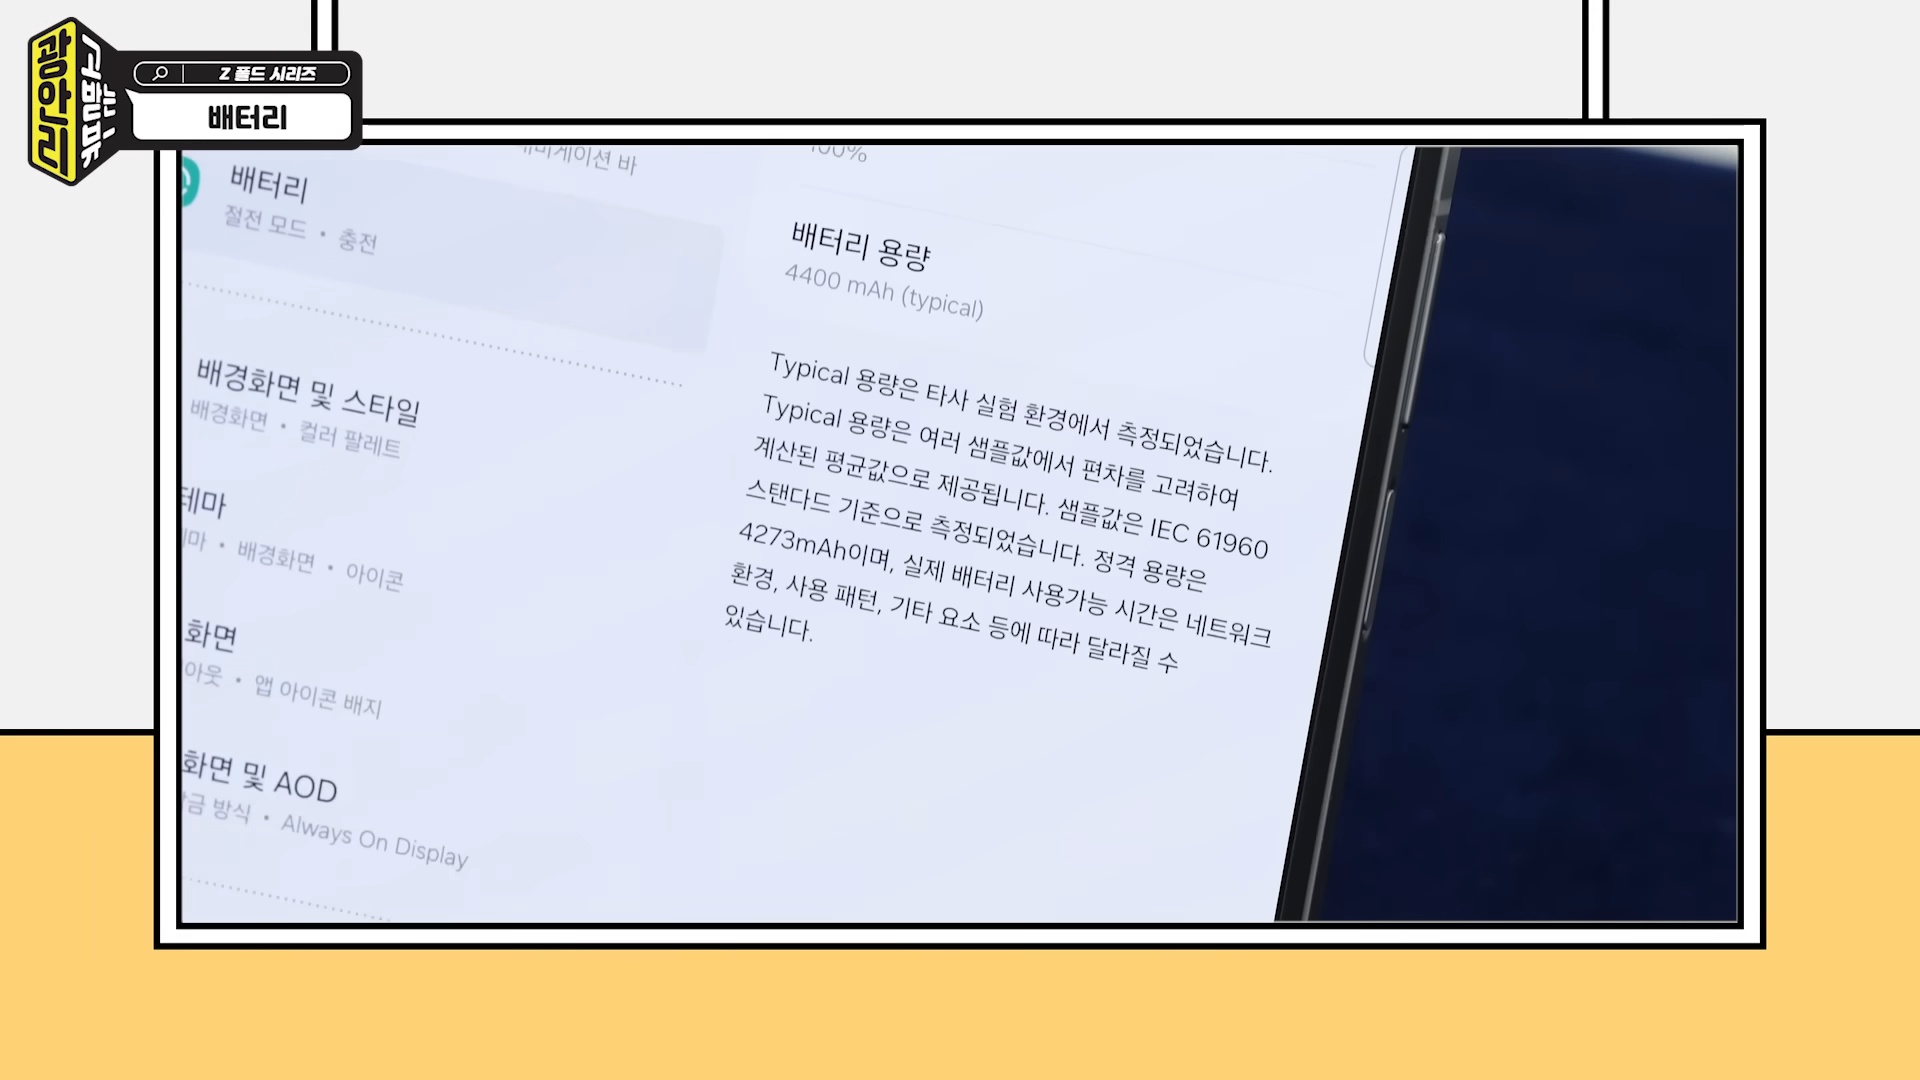 광아리
Z 폴드 시리즈
배터리
배터리
절전 모드 • 충전
배경화면 및 스타일
배경화면 • 컬러 팔레트
테마
배경화면 • 아이콘
화면
앱 아이콘 배지
화면 및 AOD
방식 • Always On Display
100%
배터리 용량
4400 mAh (typical)
Typical 용량은 타사 실험 환경에서 측정되었습니다.
Typical 용량은 여러 샘플값에서 편차를 고려하여
계산된 평균값으로 제공됩니다. 샘플값은 IEC 61960
스탠다드 기준으로 측정되었습니다. 정격 용량은
4273mAh이며, 실제 배터리 사용가능 시간은 네트워크
환경, 사용 패턴, 기타 요소 등에 따라 달라질 수
있습니다.